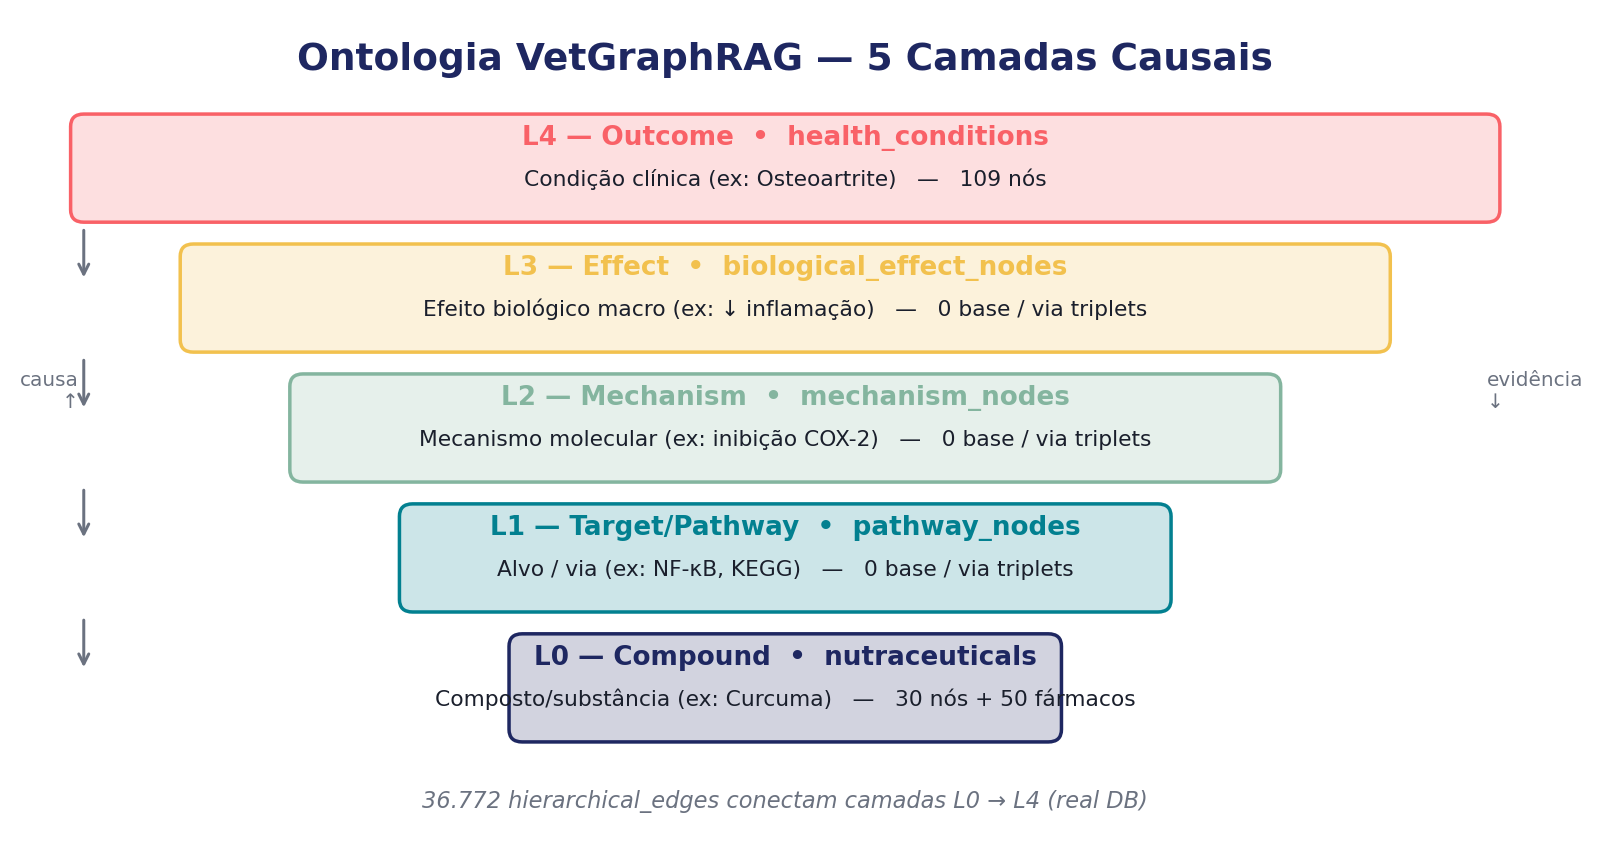 Ontologia VetGraphRAG — 5 Camadas Causais
L4 — Outcome • health_conditions
Condição clínica (ex: Osteoartrite) — 109 nós
L3 — Effect • biological_effect_nodes
Efeito biológico macro (ex: ↓ inflamação) — 0 base / via triplets
causa
↑
evidência
↓
L2 — Mechanism • mechanism_nodes
Mecanismo molecular (ex: inibição COX-2) — 0 base / via triplets
L1 — Target/Pathway • pathway_nodes
Alvo / via (ex: NF-κB, KEGG) — 0 base / via triplets
L0 — Compound • nutraceuticals
Composto/substância (ex: Curcuma) — 30 nós + 50 fármacos
36.772 hierarchical_edges conectam camadas L0 → L4 (real DB)